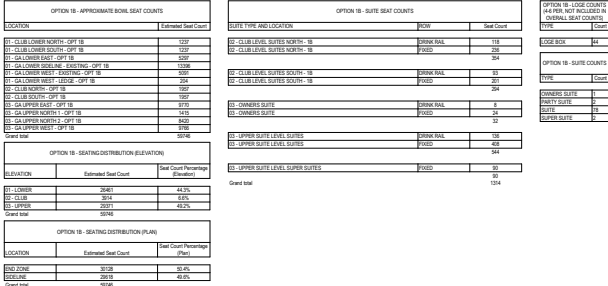 OPTION 1B - APPROXIMATE BOWL SEAT COUNTS
LOCATION Estimated Seat Count
01 - CLUB LOWER NORTH - OPT 1B 1237
01 - CLUB LOWER SOUTH - OPT 1B 1237
01 - GA LOWER EAST - OPT 1B 5297
01 - GA LOWER SIDELINE - EXISTING - OPT 1B 13396
01 - GA LOWER WEST - EXISTING - OPT 1B 5091
01 - GA LOWER WEST - LEDGE - OPT 1B 204
02 - CLUB NORTH - OPT 1B 1957
02 - CLUB SOUTH - OPT 1B 1957
03 - GA UPPER EAST - OPT 1B 9770
03 - GA UPPER NORTH 1 - OPT 1B 1415
03 - GA UPPER NORTH 2 - OPT 1B 8420
03 - GA UPPER WEST - OPT 1B 9766
Grand total 59746
OPTION 1B - SEATING DISTRIBUTION (ELEVATION)
ELEVATION Estimated Seat Count Seat Count Percentage (Elevation)
01 - LOWER 26461 44.3%
02 - CLUB 3914 6.6%
03 - UPPER 29371 49.2%
Grand total 59746
OPTION 1B - SEATING DISTRIBUTION (PLAN)
LOCATION Estimated Seat Count Seat Count Percentage (Plan)
END ZONE 30128 50.4%
SIDELINE 29618 49.6%
Grand total 59746
OPTION 1B - SUITE SEAT COUNTS
SUITE TYPE AND LOCATION ROW Seat Count
02 - CLUB LEVEL SUITES NORTH - 1B DRINK RAIL 118
02 - CLUB LEVEL SUITES NORTH - 1B FIXED 236
354
02 - CLUB LEVEL SUITES SOUTH - 1B DRINK RAIL 93
02 - CLUB LEVEL SUITES SOUTH - 1B FIXED 201
294
03 - OWNERS SUITE DRINK RAIL 8
03 - OWNERS SUITE FIXED 24
32
03 - UPPER SUITE LEVEL SUITES DRINK RAIL 136
03 - UPPER SUITE LEVEL SUITES FIXED 408
544
03 - UPPER SUITE LEVEL SUPER SUITES FIXED 90
90
Grand total 1314
OPTION 1B - LOGE COUNTS
(4-6 PER, NOT INCLUDED IN
OVERALL SEAT COUNTS)
TYPE Count
LOGE BOX 44
OPTION 1B - SUITE COUNTS
TYPE Count
OWNERS SUITE 1
PARTY SUITE 2
SUITE 78
SUPER SUITE 2